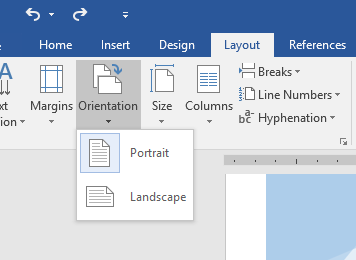 Home Insert Design Layout References
Margins Orientation Size Columns
Breaks
Line Numbers
Hyphenation
Portrait
Landscape